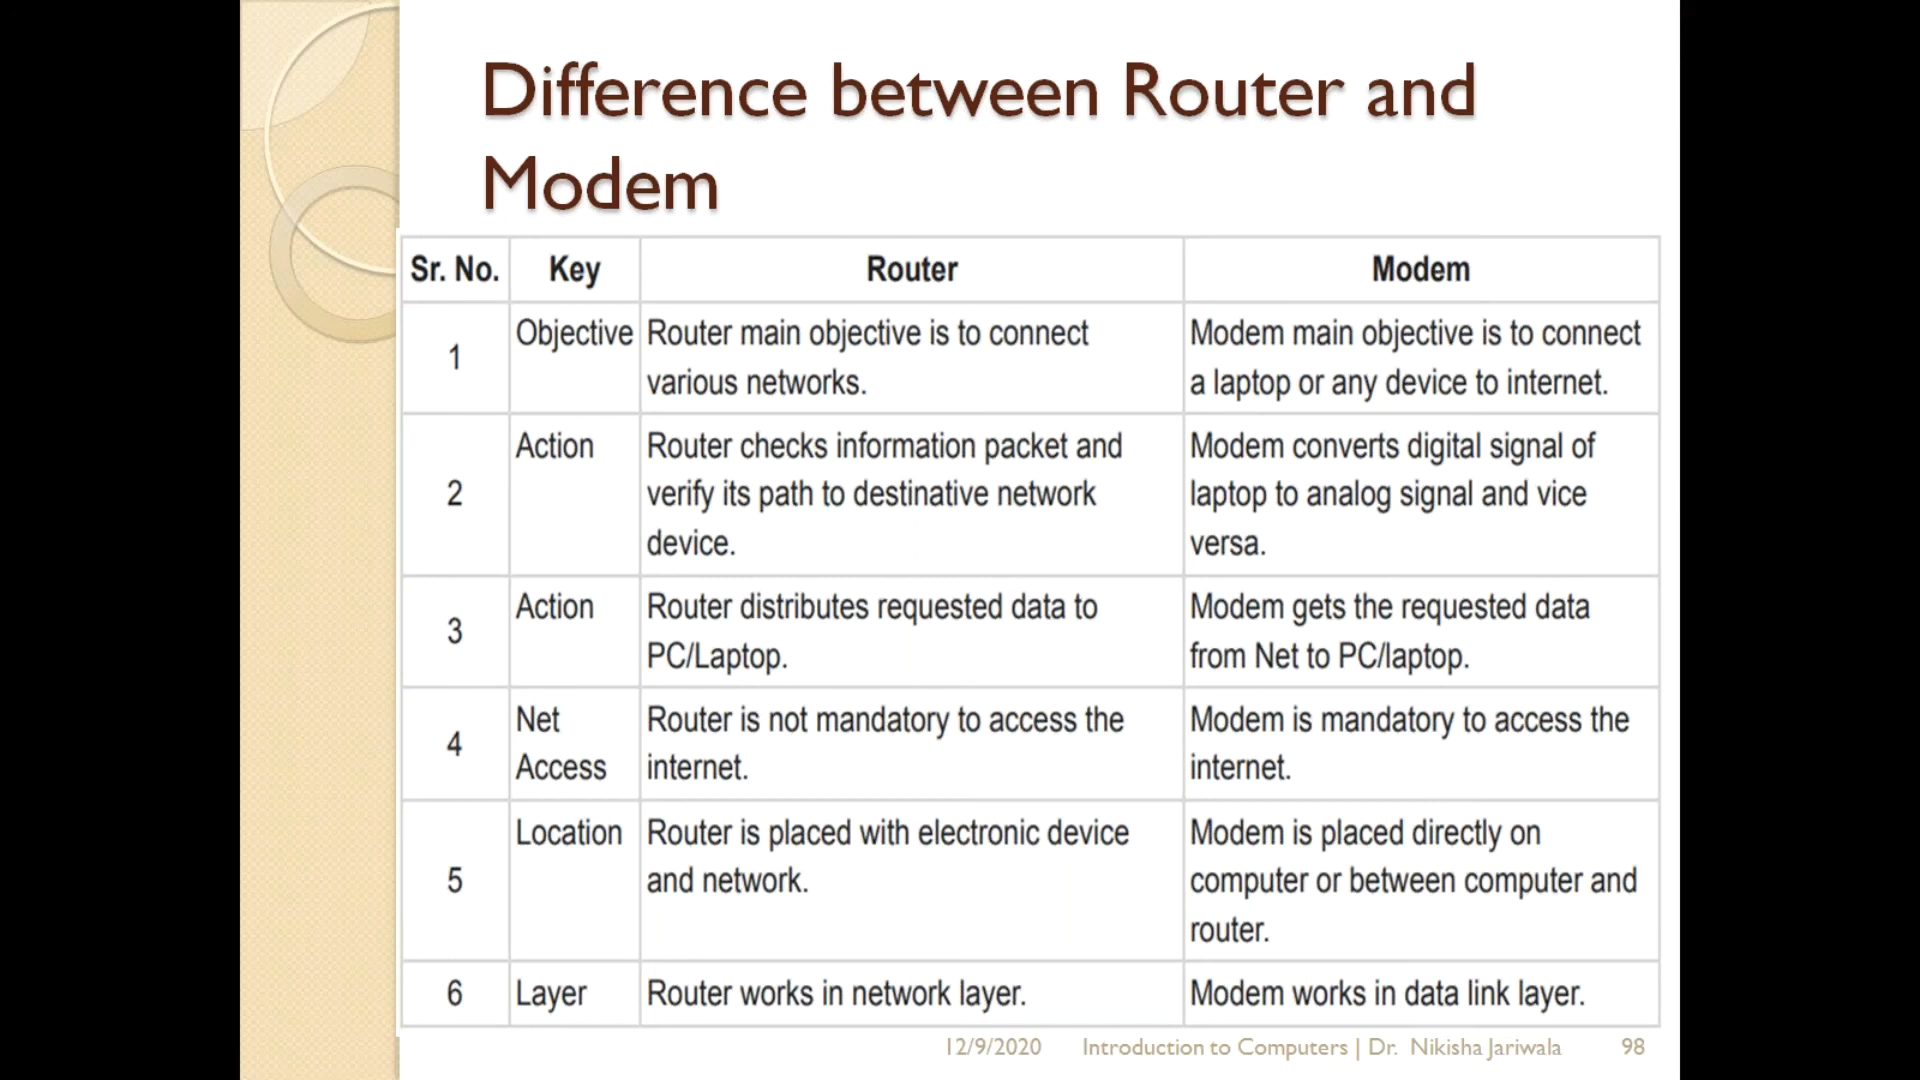 Difference between Router and
Modem
Sr. No. Key Router Modem
1 Objective Router main objective is to connect various networks. Modem main objective is to connect a laptop or any device to internet.
2 Action Router checks information packet and verify its path to destinative network device. Modem converts digital signal of laptop to analog signal and vice versa.
3 Action Router distributes requested data to PC/Laptop. Modem gets the requested data from Net to PC/laptop.
4 Net Access Router is not mandatory to access the internet. Modem is mandatory to access the internet.
5 Location Router is placed with electronic device and network. Modem is placed directly on computer or between computer and router.
6 Layer Router works in network layer. Modem works in data link layer.
12/9/2020 Introduction to Computers | Dr. Nikisha Jariwala 98